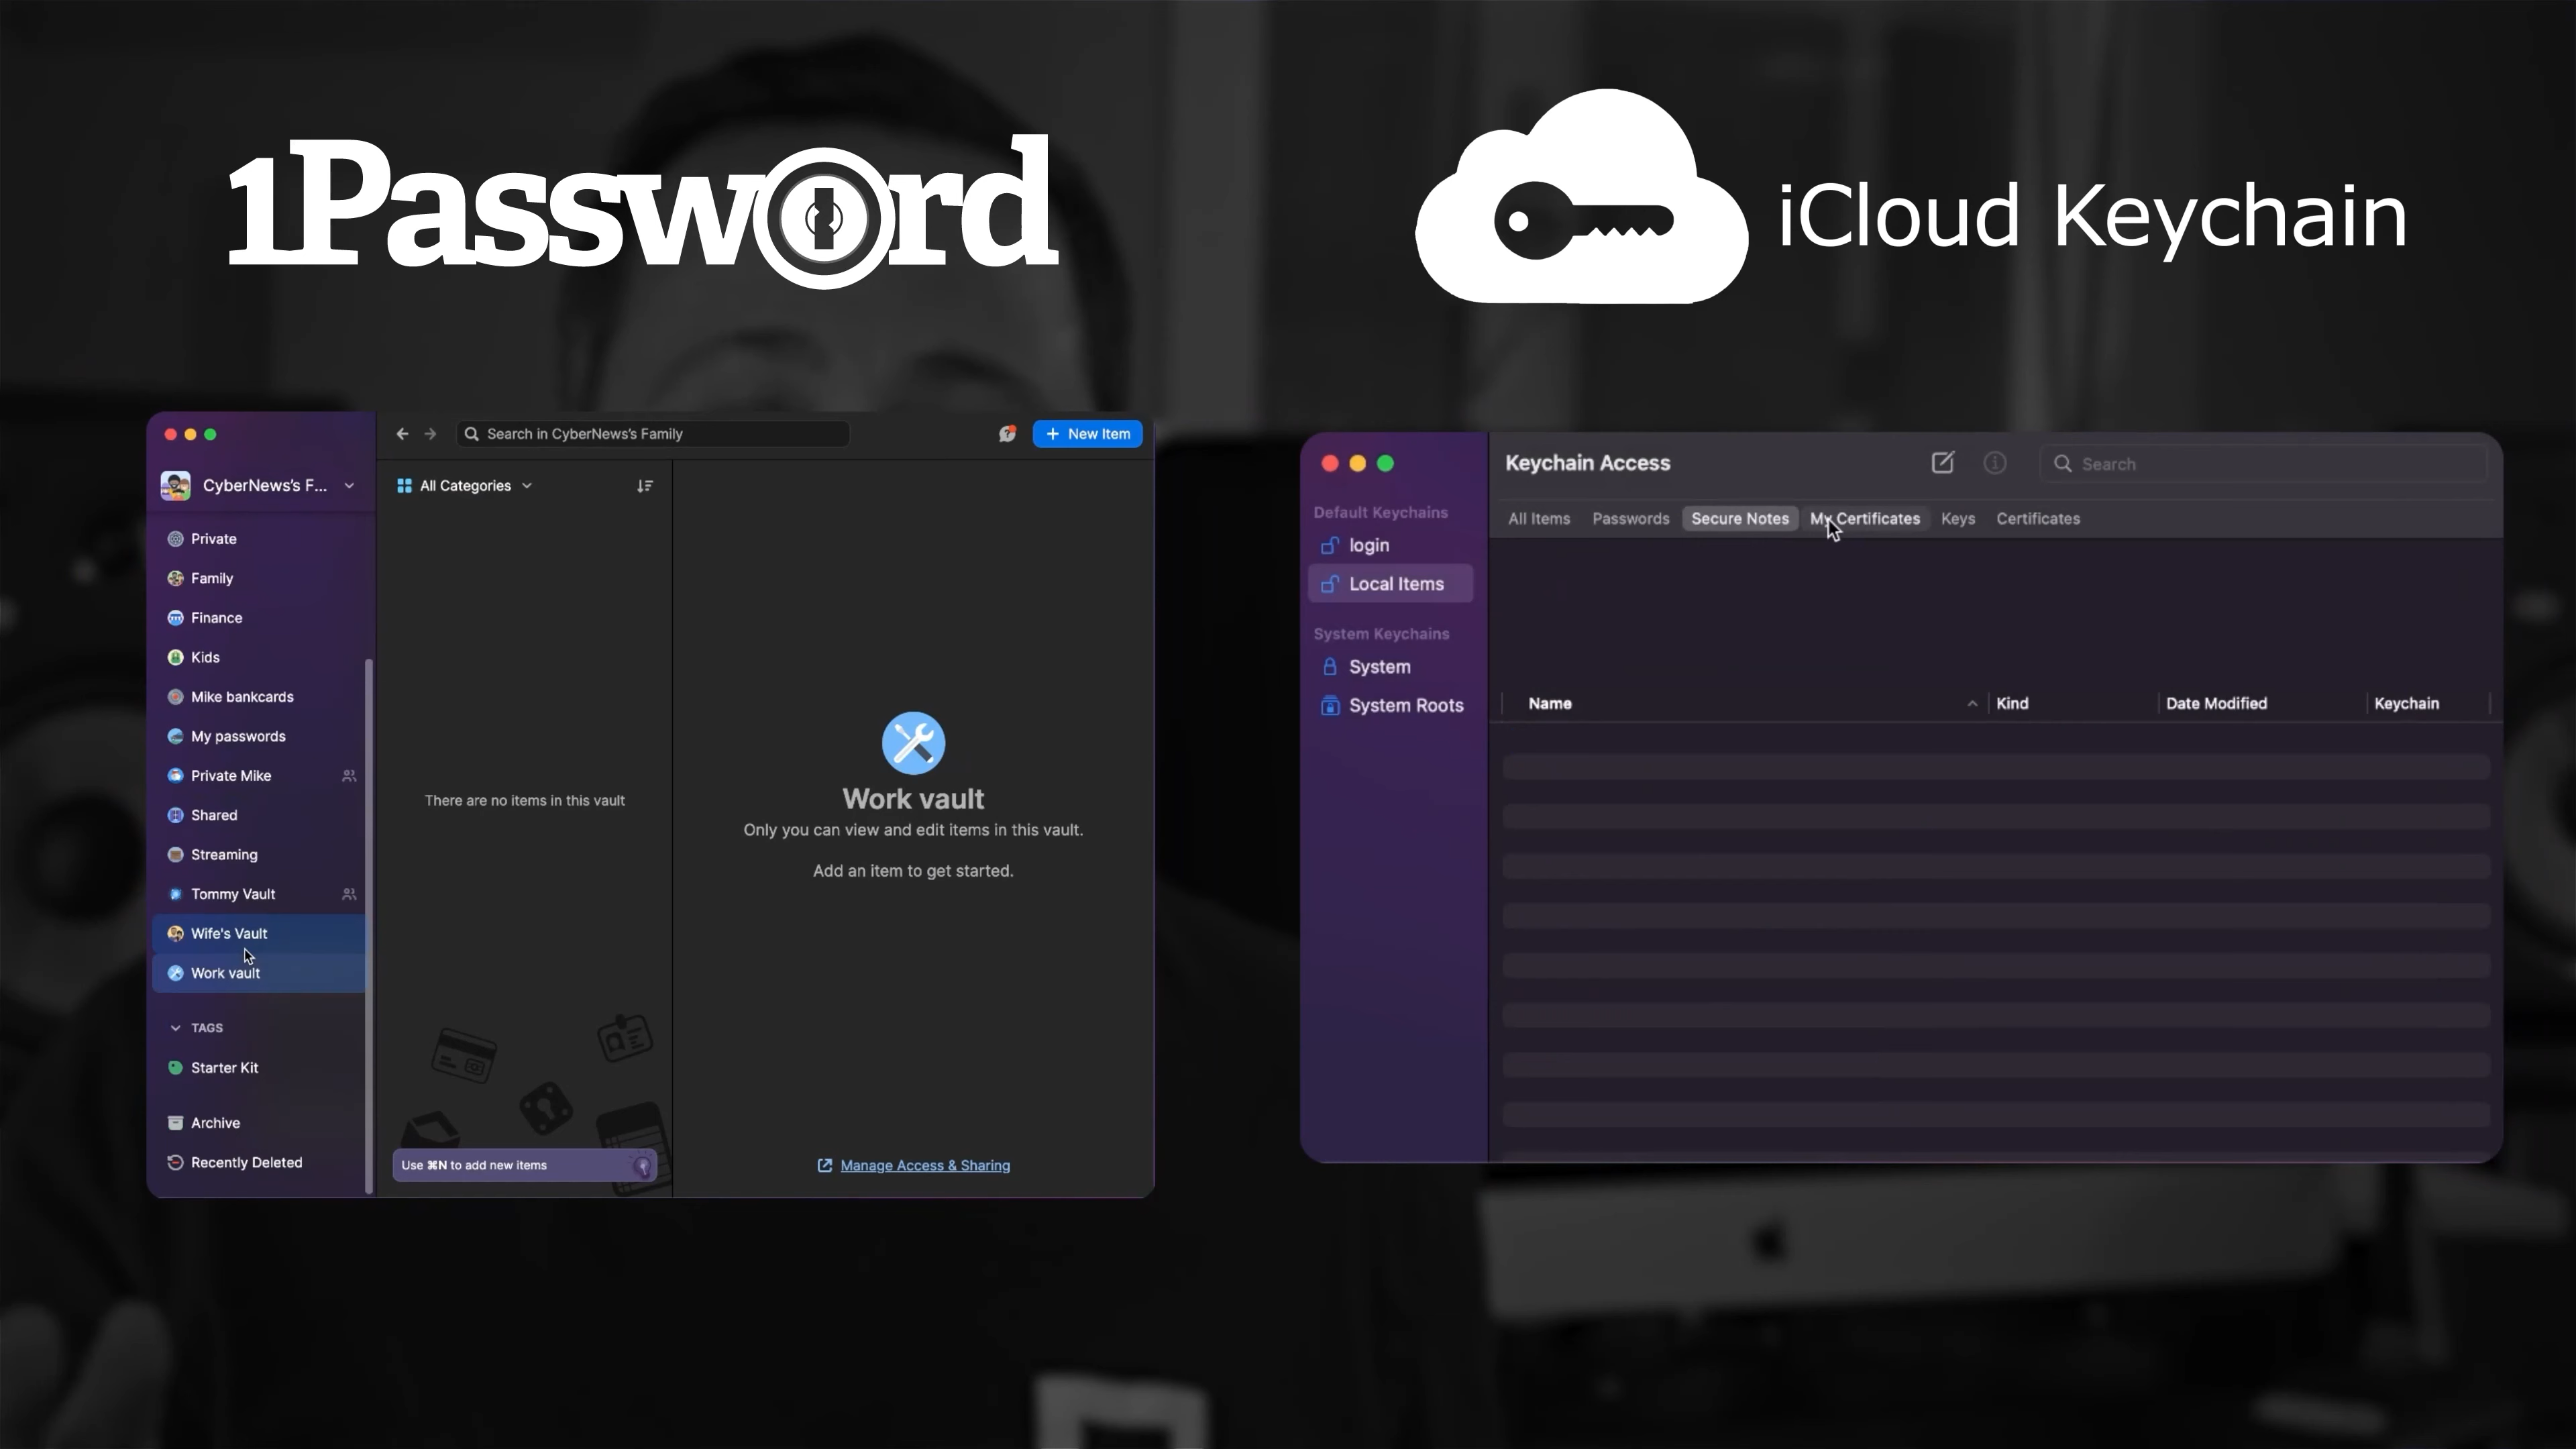 1Password
iCloud Keychain
CyberNews's F...
Private
Family
Finance
Kids
Mike bankcards
My passwords
Private Mike
Shared
Streaming
Tommy Vault
Wife's Vault
Work vault
TAGS
Starter Kit
Archive
Recently Deleted
Search in CyberNews's Family
+ New Item
All Categories
There are no items in this vault
Use ⌘N to add new items
Work vault
Only you can view and edit items in this vault.
Add an item to get started.
Manage Access & Sharing
Default Keychains
login
Local Items
System Keychains
System
System Roots
Keychain Access
Search
All Items Passwords Secure Notes My Certificates Keys Certificates
Name Kind Date Modified Keychain